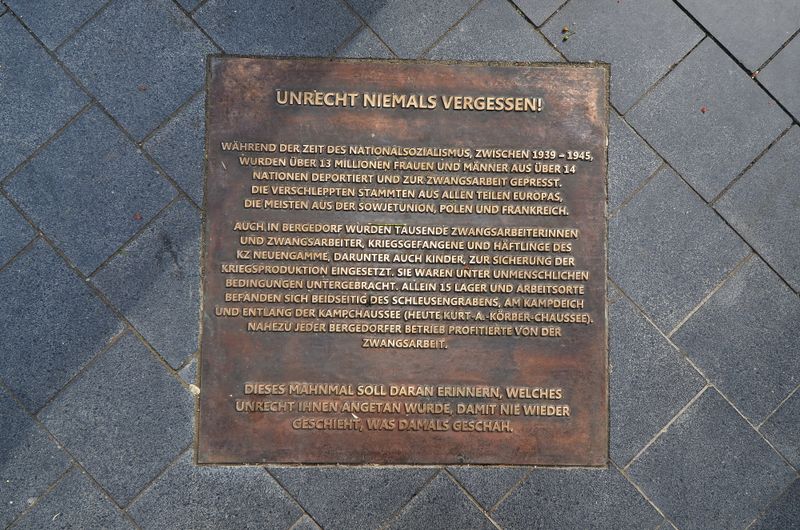 UNRECHT NIEMALS VERGESSEN!
WÄHREND DER ZEIT DES NATIONALSOZIALISMUS, ZWISCHEN 1939 – 1945,
WURDEN ÜBER 13 MILLIONEN FRAUEN UND MÄNNER AUS ÜBER 14
NATIONEN DEPORTIERT UND ZUR ZWANGSARBEIT GEPRESST.
DIE VERSCHLEPPTEN STAMMTEN AUS ALLEN TEILEN EUROPAS,
DIE MEISTEN AUS DER SOWJETUNION, POLEN UND FRANKREICH.
AUCH IN BERGEDORF WURDEN TAUSENDE ZWANGSARBEITERINNEN
UND ZWANGSARBEITER, KRIEGSGEFANGENE UND HÄFTLINGE DES
KZ NEUENGAMME, DARUNTER AUCH KINDER, ZUR SICHERUNG DER
KRIEGSPRODUKTION EINGESETZT. SIE WAREN UNTER UNMENSCHLICHEN
BEDINGUNGEN UNTERGEBRACHT. ALLEIN 15 LAGER UND ARBEITSORTE
BEFANDEN SICH BEIDSEITIG DES SCHLEUSENGRABENS, AM KAMPDEICH
UND ENTLANG DER KAMPCHAUSSEE (HEUTE KURT-A.-KÖRBER-CHAUSSEE).
NAHEZU JEDER BERGEDORFER BETRIEB PROFITIERTE VON DER
ZWANGSARBEIT.
DIESES MAHNMAL SOLL DARAN ERINNERN, WELCHES
UNRECHT IHNEN ANGETAN WURDE, DAMIT NIE WIEDER
GESCHIEHT, WAS DAMALS GESCHAH.